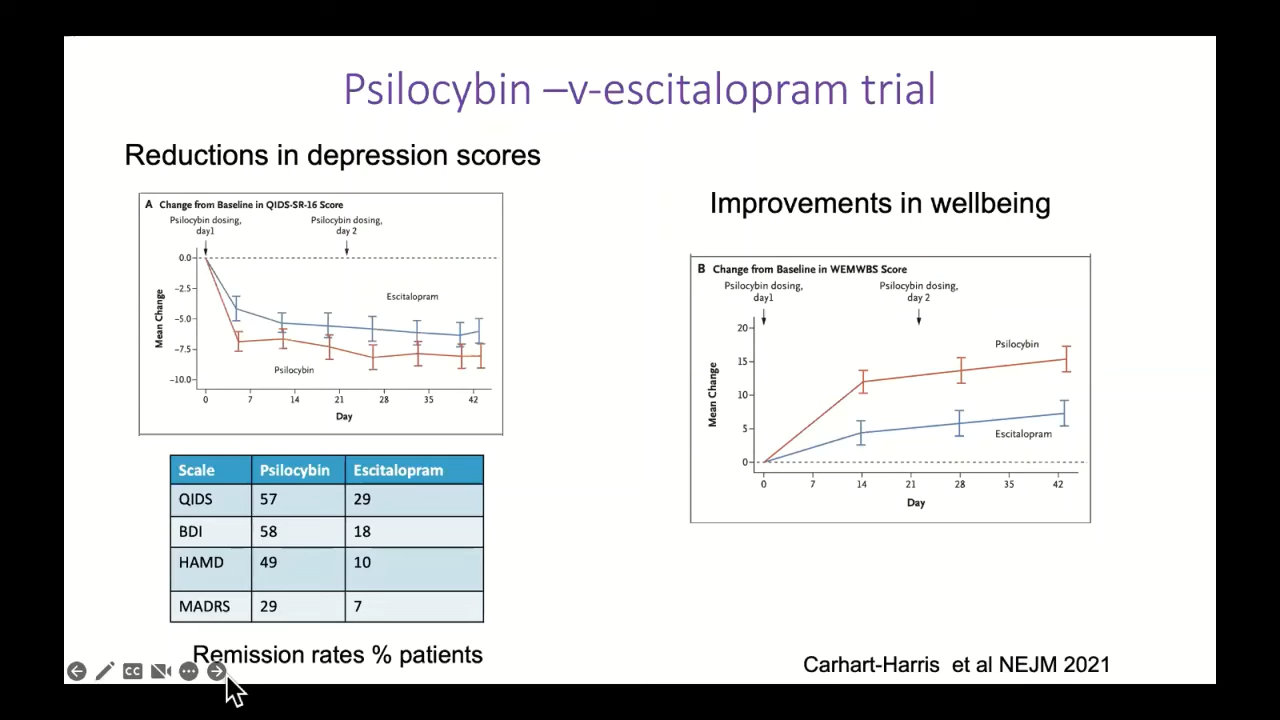 Psilocybin –v-escitalopram trial
Reductions in depression scores
A Change from Baseline in QIDS-SR-16 Score
Psilocybin dosing,
day1
Psilocybin dosing,
day 2
0.0
−2.5
−5.0
−7.5
−10.0
Mean Change
Escitalopram
Psilocybin
0 7 14 21 28 35 42
Day
Scale Psilocybin Escitalopram
QIDS 57 29
BDI 58 18
HAMD 49 10
MADRS 29 7
Remission rates % patients
Improvements in wellbeing
B Change from Baseline in WEMWBS Score
Psilocybin dosing,
day1
Psilocybin dosing,
day 2
20
15
10
5
0
Mean Change
Psilocybin
Escitalopram
0 7 14 21 28 35 42
Day
Carhart-Harris et al NEJM 2021
CC